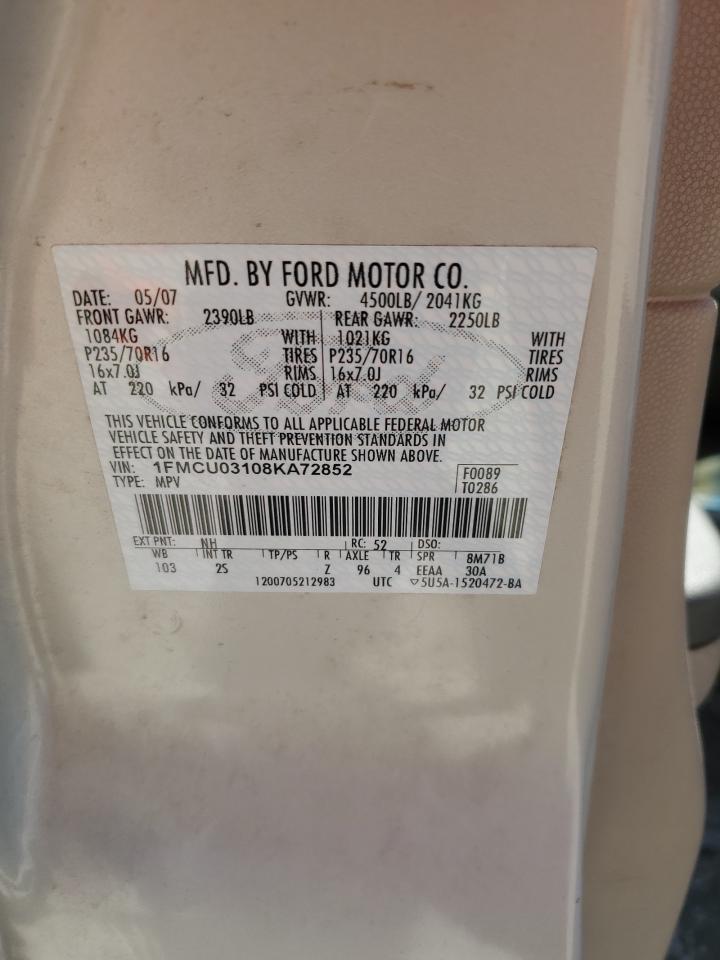 MFD. BY FORD MOTOR CO.
DATE: 05/07 GVWR: 4500LB/ 2041KG
FRONT GAWR: 2390LB REAR GAWR: 2250LB
1084KG WITH 1021KG WITH
P235/70R16 TIRES P235/70R16 TIRES
16x7.0J RIMS 16x7.0J RIMS
AT 220 kPa/ 32 PSI COLD AT 220 kPa/ 32 PSI COLD
THIS VEHICLE CONFORMS TO ALL APPLICABLE FEDERAL MOTOR
VEHICLE SAFETY AND THEFT PREVENTION STANDARDS IN
EFFECT ON THE DATE OF MANUFACTURE SHOWN ABOVE.
VIN: 1FMCU03108KA72852 F0089
TYPE: MPV T0286
EXT PNT: NH RC: 52 DSO:
WB INT TR TP/PS R AXLE TR SPR 8M71B
103 2S Z 96 4 EEAA 30A
1200705212983 UTC ▽5U5A-1520472-BA